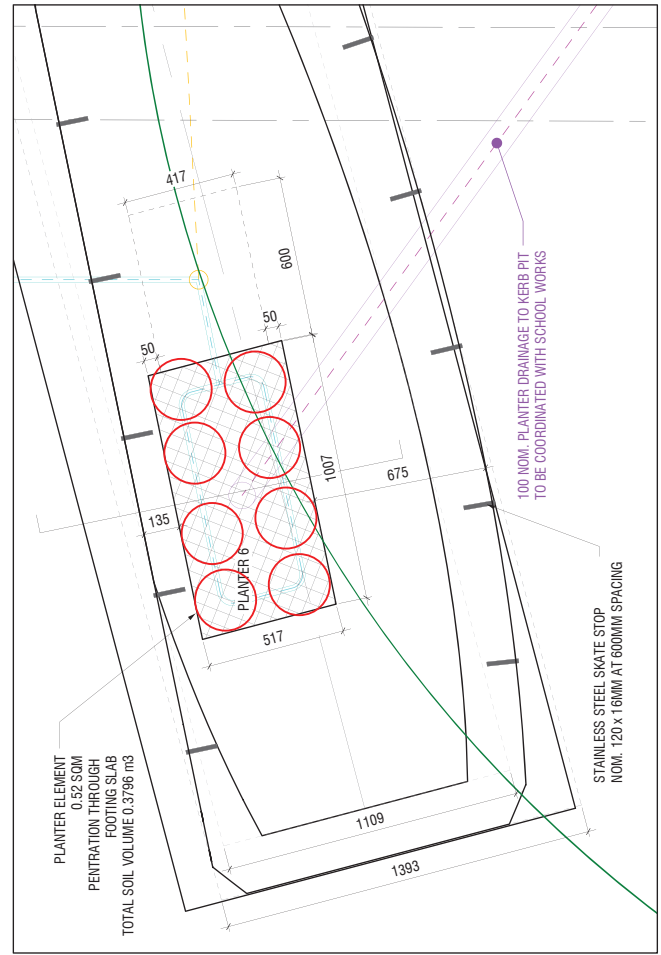 417
600
50
50
135
1007
675
PLANTER 6
517
100 NOM. PLANTER DRAINAGE TO KERB PIT
TO BE COORDINATED WITH SCHOOL WORKS
PLANTER ELEMENT
0.52 SQM
PENTRATION THROUGH
FOOTING SLAB
TOTAL SOIL VOLUME 0.3796 m3
STAINLESS STEEL SKATE STOP
NOM. 120 x 16MM AT 600MM SPACING
1109
1393